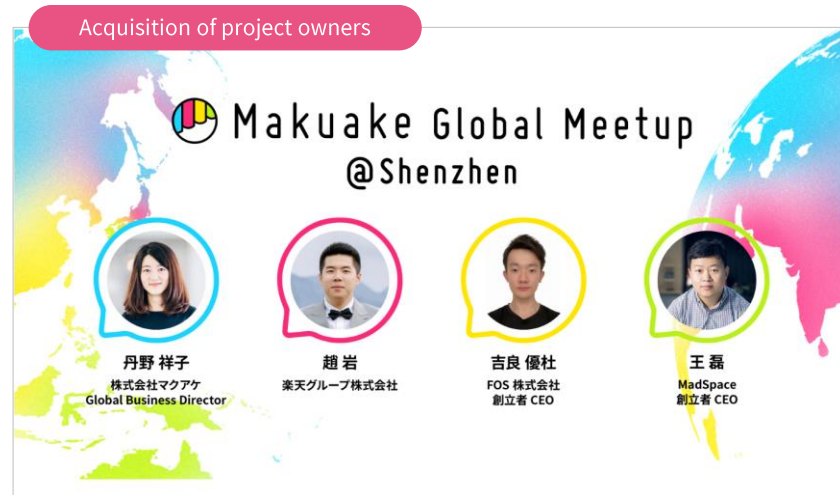 Acquisition of project owners
Makuake Global Meetup
@Shenzhen
丹野 祥子
株式会社マクアケ
Global Business Director
趙 岩
楽天グループ株式会社
吉良 優杜
FOS 株式会社
創立者 CEO
王 磊
MadSpace
創立者 CEO